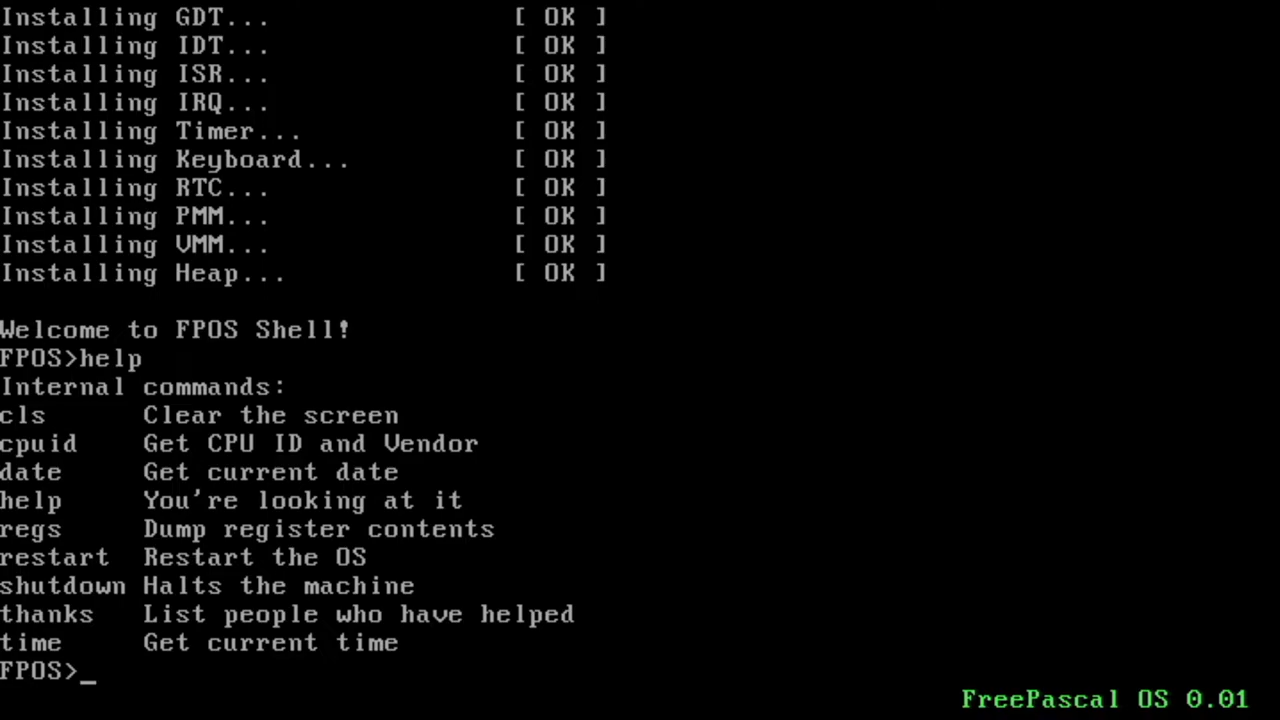 Installing GDT... [ OK ]
Installing IDT... [ OK ]
Installing ISR... [ OK ]
Installing IRQ... [ OK ]
Installing Timer... [ OK ]
Installing Keyboard... [ OK ]
Installing RTC... [ OK ]
Installing PMM... [ OK ]
Installing VMM... [ OK ]
Installing Heap... [ OK ]
Welcome to FPOS Shell!
FPOS>help
Internal commands:
cls Clear the screen
cpuid Get CPU ID and Vendor
date Get current date
help You're looking at it
regs Dump register contents
restart Restart the OS
shutdown Halts the machine
thanks List people who have helped
time Get current time
FPOS>_
FreePascal OS 0.01